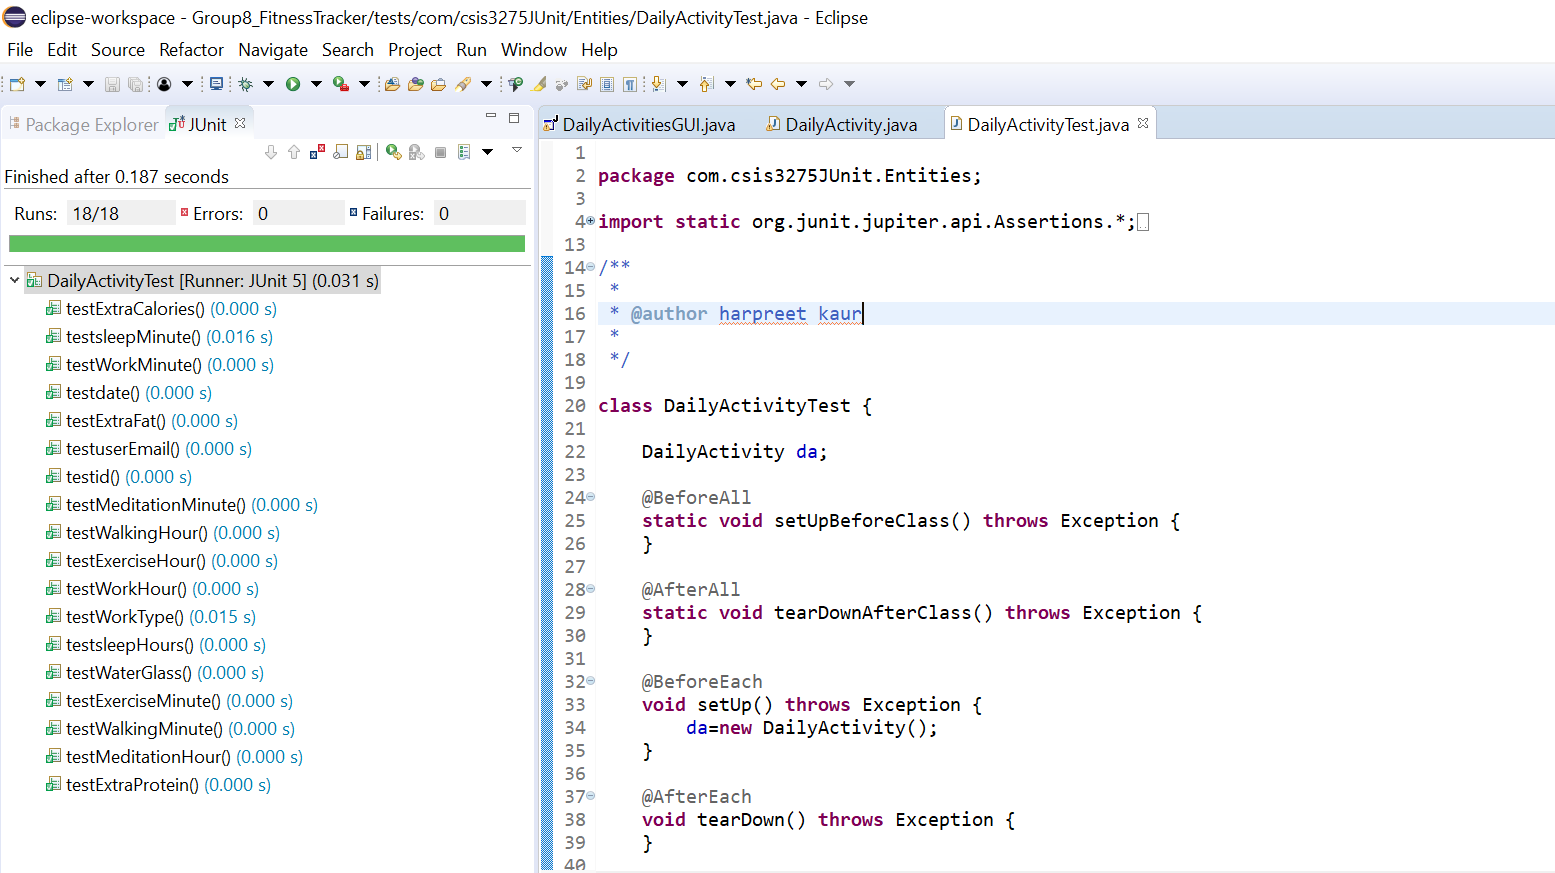 eclipse-workspace - Group8_FitnessTracker/tests/com/csis3275JUnit/Entities/DailyActivityTest.java - Eclipse
File Edit Source Refactor Navigate Search Project Run Window Help
Package Explorer JUnit
Finished after 0.187 seconds
Runs: 18/18 Errors: 0 Failures: 0
DailyActivityTest [Runner: JUnit 5] (0.031 s)
testExtraCalories() (0.000 s)
testsleepMinute() (0.016 s)
testWorkMinute() (0.000 s)
testdate() (0.000 s)
testExtraFat() (0.000 s)
testuserEmail() (0.000 s)
testid() (0.000 s)
testMeditationMinute() (0.000 s)
testWalkingHour() (0.000 s)
testExerciseHour() (0.000 s)
testWorkHour() (0.000 s)
testWorkType() (0.015 s)
testsleepHours() (0.000 s)
testWaterGlass() (0.000 s)
testExerciseMinute() (0.000 s)
testWalkingMinute() (0.000 s)
testMeditationHour() (0.000 s)
testExtraProtein() (0.000 s)
DailyActivitiesGUI.java DailyActivity.java DailyActivityTest.java
1
2 package com.csis3275JUnit.Entities;
3
4 import static org.junit.jupiter.api.Assertions.*;
13
14 /**
15 *
16 * @author harpreet kaur
17 *
18 */
19
20 class DailyActivityTest {
21
22 DailyActivity da;
23
24 @BeforeAll
25 static void setUpBeforeClass() throws Exception {
26 }
27
28 @AfterAll
29 static void tearDownAfterClass() throws Exception {
30 }
31
32 @BeforeEach
33 void setUp() throws Exception {
34 da=new DailyActivity();
35 }
36
37 @AfterEach
38 void tearDown() throws Exception {
39 }
40